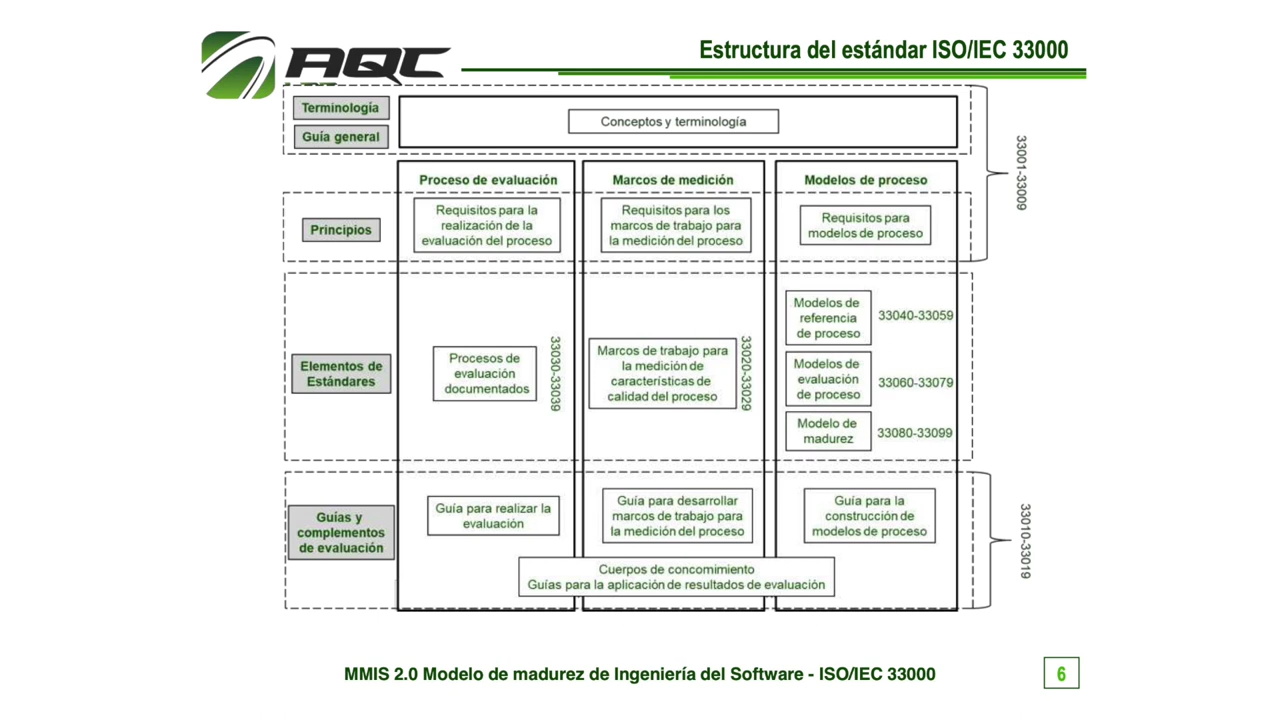 AQC
Estructura del estándar ISO/IEC 33000
Terminología
Guía general
Conceptos y terminología
33001-33009
Proceso de evaluación
Marcos de medición
Modelos de proceso
Principios
Requisitos para la
realización de la
evaluación del proceso
Requisitos para los
marcos de trabajo para
la medición del proceso
Requisitos para
modelos de proceso
Elementos de
Estándares
Procesos de
evaluación
documentados
33030-33039
Marcos de trabajo para
la medición de
características de
calidad del proceso
33020-33029
Modelos de
referencia
de proceso
33040-33059
Modelos de
evaluación
de proceso
33060-33079
Modelo de
madurez
33080-33099
Guías y
complementos
de evaluación
Guía para realizar la
evaluación
Guía para desarrollar
marcos de trabajo para
la medición del proceso
Guía para la
construcción de
modelos de proceso
33010-33019
Cuerpos de concomimiento
Guías para la aplicación de resultados de evaluación
MMIS 2.0 Modelo de madurez de Ingeniería del Software - ISO/IEC 33000
6